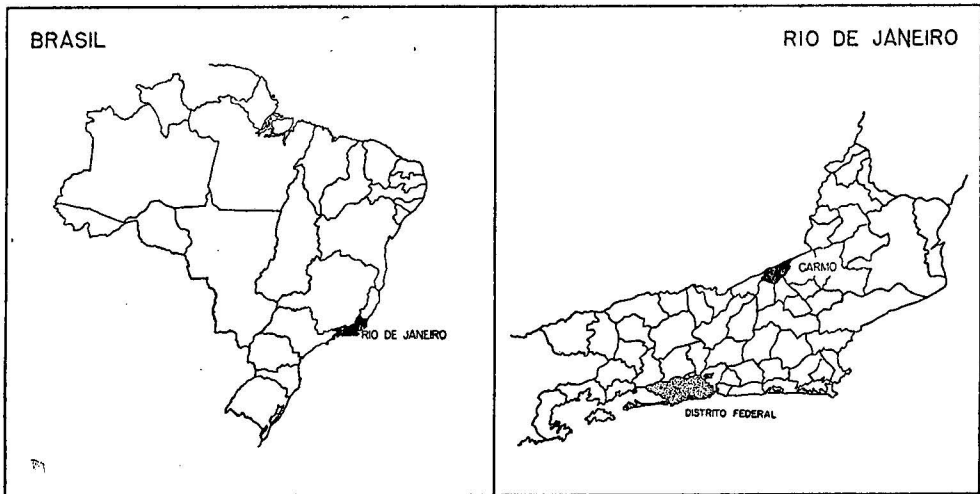 BRASIL
RIO DE JANEIRO
RIO DE JANEIRO
CARMO
DISTRITO FEDERAL